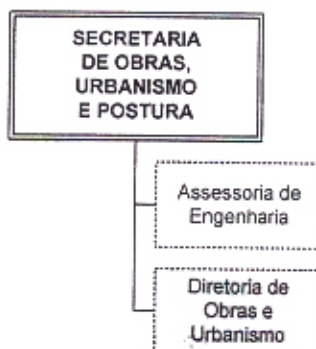 SECRETARIA
DE OBRAS,
URBANISMO
E POSTURA
Assessoria de
Engenharia
Diretoria de
Obras e
Urbanismo